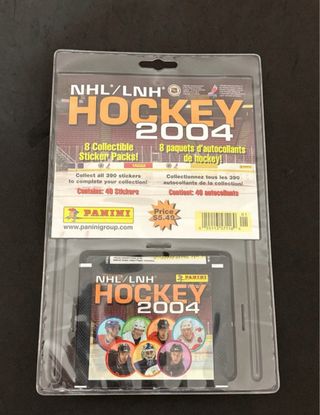 NHL®/LNH®
HOCKEY
2004
8 Collectible
Sticker Packs!
8 paquets d'autocollants
de hockey!
Collect all 390 stickers
to complete your collection!
Collectionnez tous les 390
autocollants de la collection!
Contains: 40 Stickers
Contient: 40 autocollants
PANINI
www.paninigroup.com
Price
$5.49
NHL®/LNH®
PANINI
HOCKEY
2004